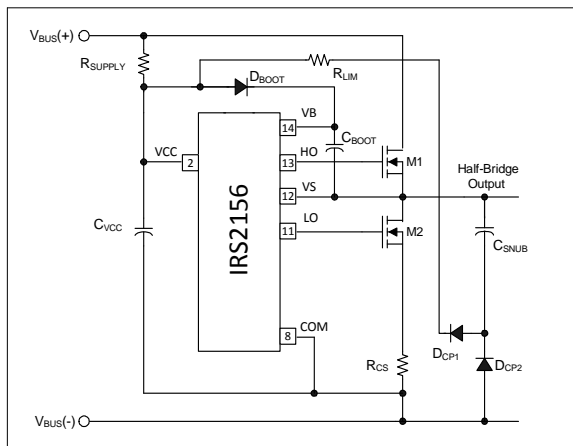 VBUS(+)
RSUPPLY
DBOOT
RLIM
VB
14
CBOOT
VCC
2
HO
13
M1
VS
12
Half-Bridge
Output
LO
11
M2
CVCC
IRS2156
CSNUB
COM
8
RCS
DCP1
DCP2
VBUS(-)